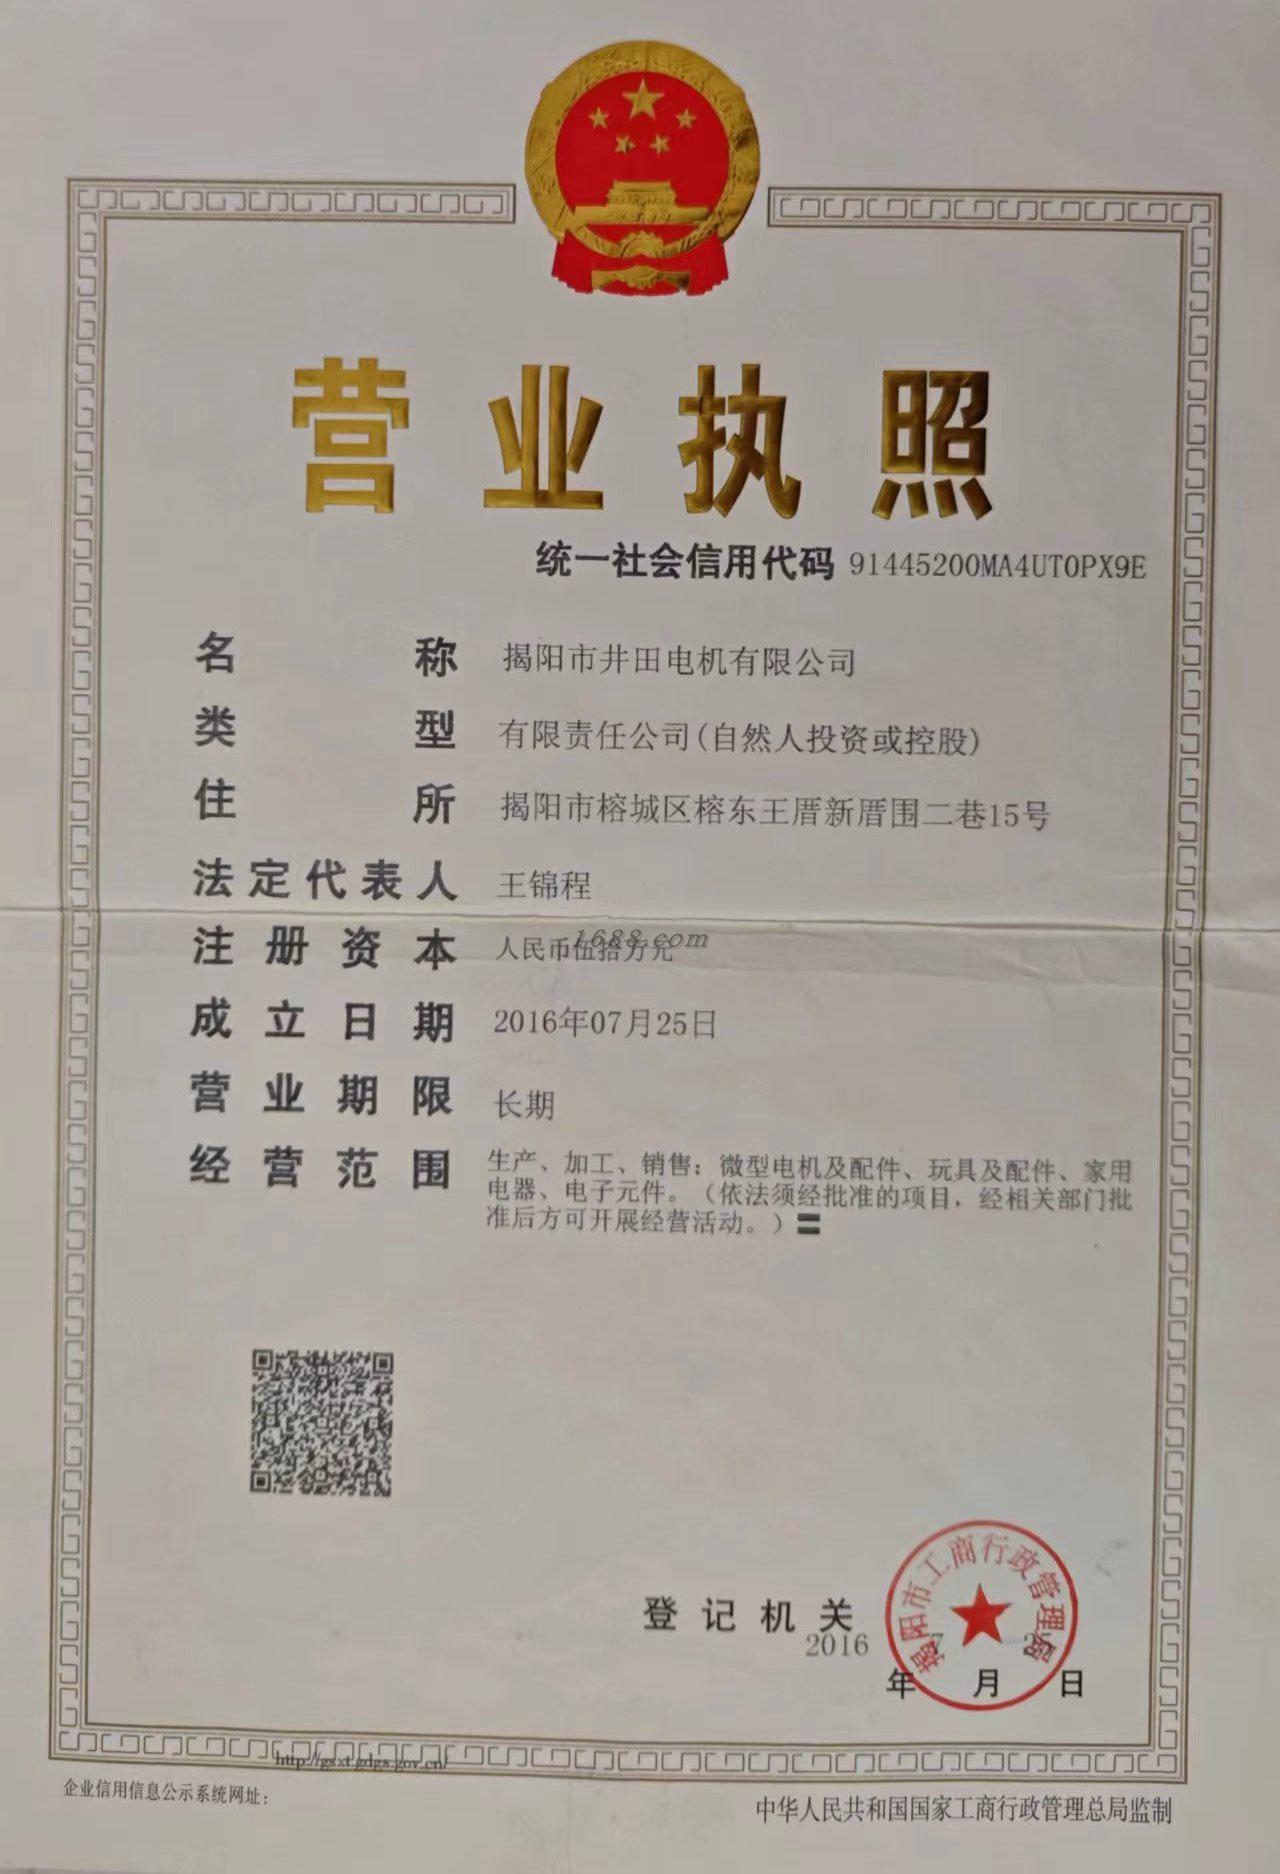 营业执照
统一社会信用代码 91445200MA4UT0PX9E
名称 揭阳市井田电机有限公司
类型 有限责任公司(自然人投资或控股)
住所 揭阳市榕城区榕东王厝新厝围二巷15号
法定代表人 王锦程
1688.com
注册资本 人民币伍拾万元
成立日期 2016年07月25日
营业期限 长期
经营范围 生产、加工、销售：微型电机及配件、玩具及配件、家用
电器、电子元件。（依法须经批准的项目，经相关部门批
准后方可开展经营活动。）〓
揭阳市工商行政管理局
登记机关
2016 7 25
年 月 日
http://gsxt.gdgs.gov.cn/
企业信用信息公示系统网址：
中华人民共和国国家工商行政管理总局监制